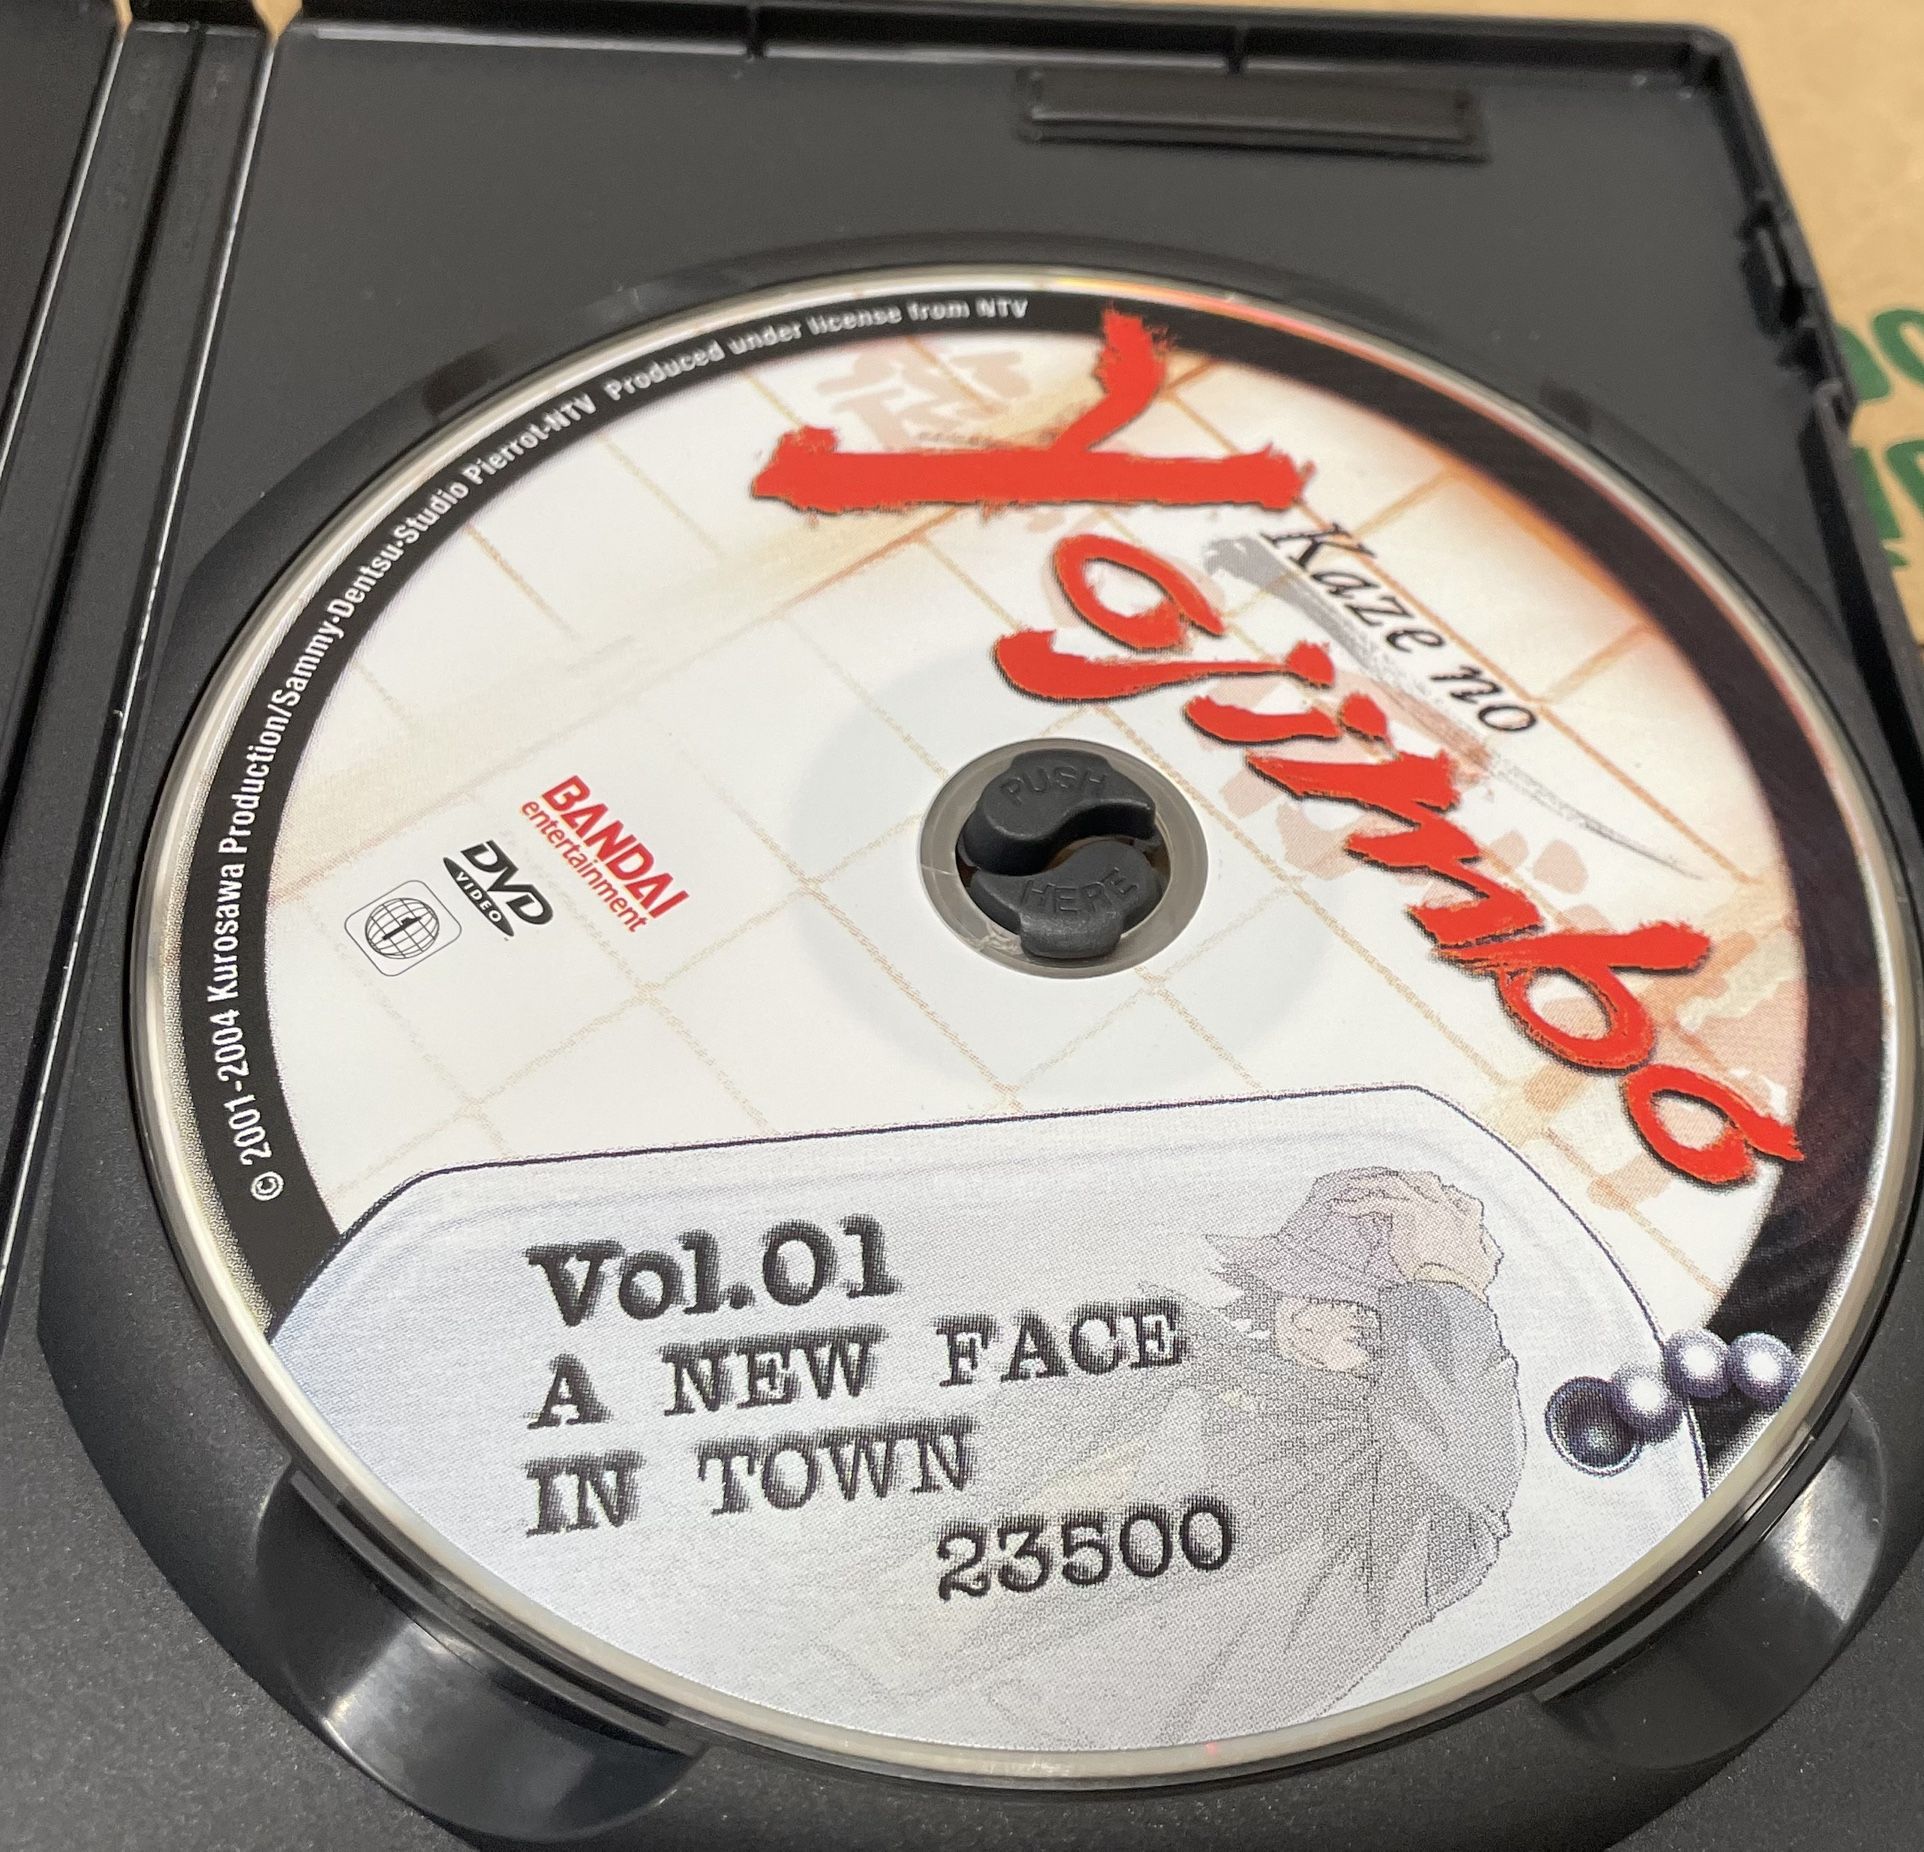 Kaze no
Yojimbo
PUSH
HERE
BANDAI
entertainment
DVD
VIDEO
1
© 2001-2004 Kurosawa Production/Sammy·Dentsu·Studio Pierrot·NTV Produced under license from NTV
Vol.01
A NEW FACE
IN TOWN
23500